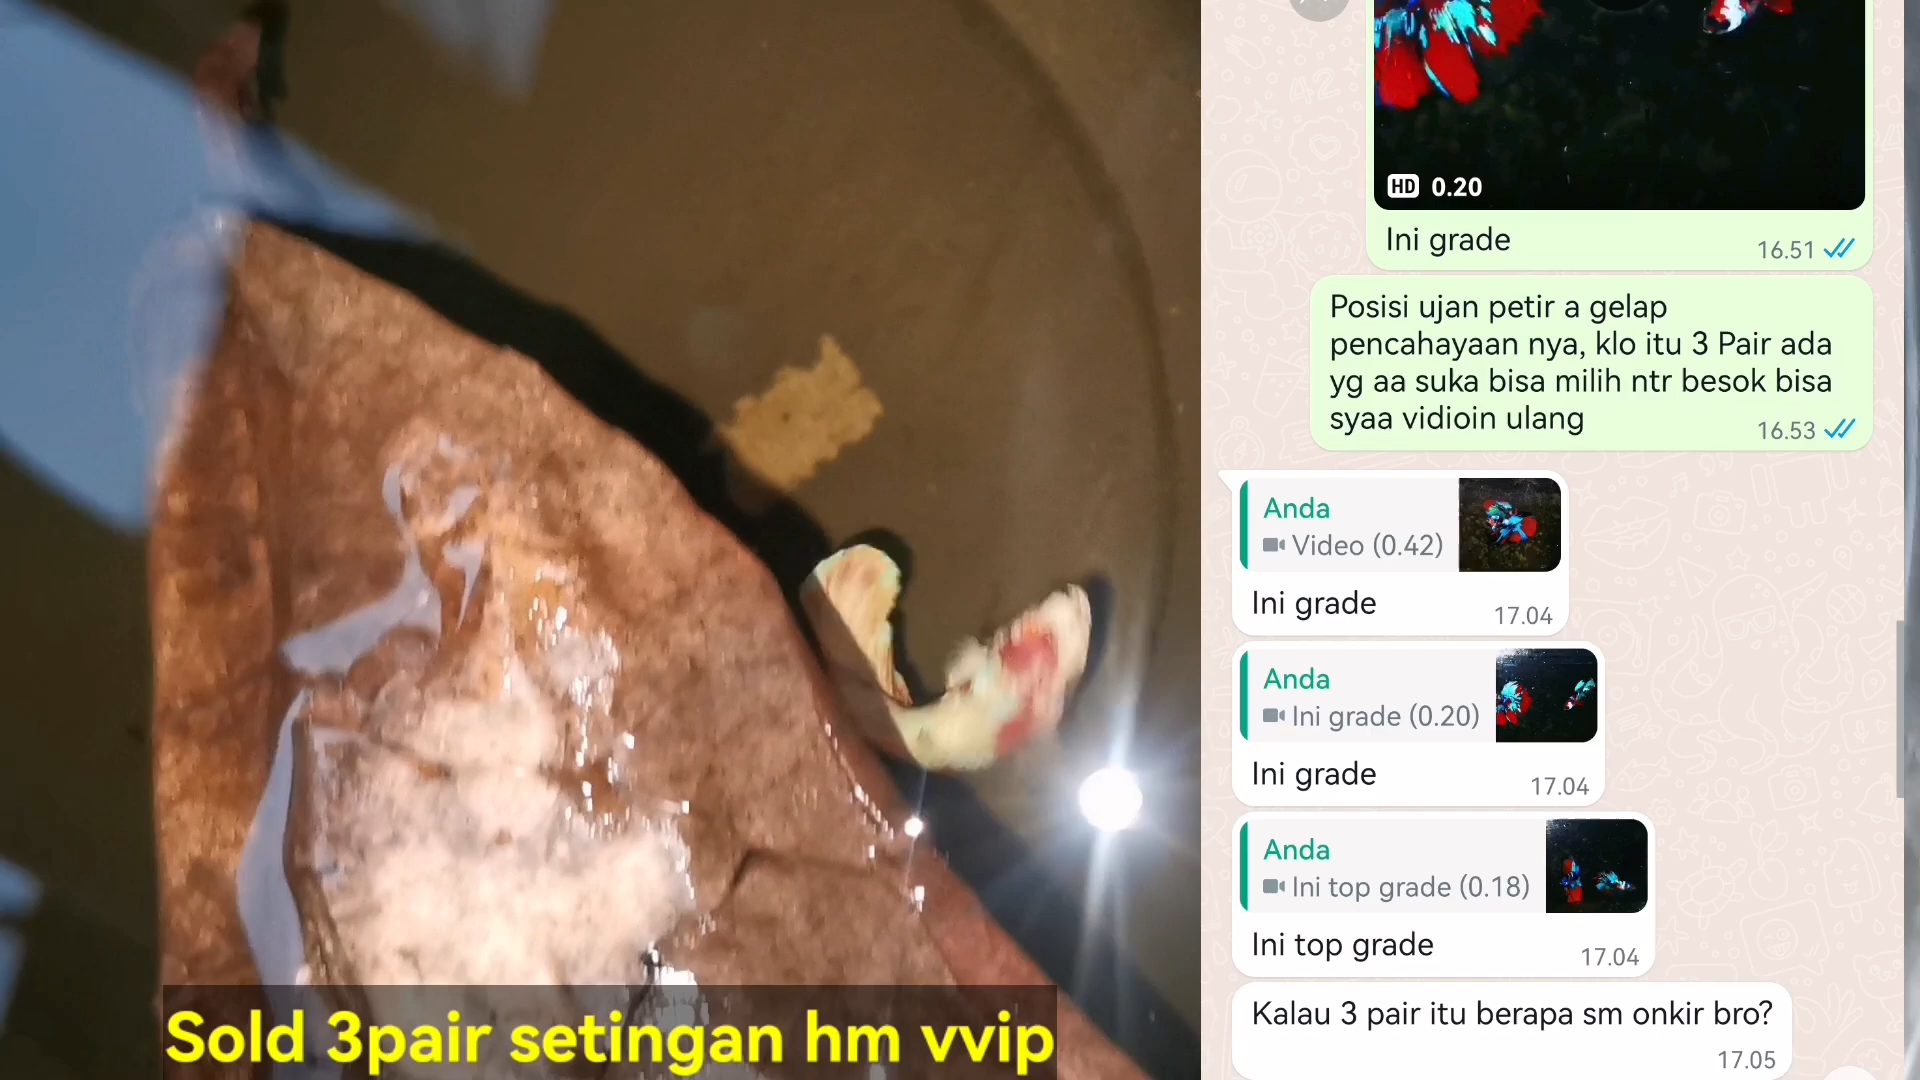 HD 0.20
Ini grade
16.51
Posisi ujan petir a gelap
pencahayaan nya, klo itu 3 Pair ada
yg aa suka bisa milih ntr besok bisa
syaa vidioin ulang
16.53
Anda
Video (0.42)
Ini grade
17.04
Anda
Ini grade (0.20)
Ini grade
17.04
Anda
Ini top grade (0.18)
Ini top grade
17.04
Kalau 3 pair itu berapa sm onkir bro?
17.05
Sold 3pair setingan hm vvip